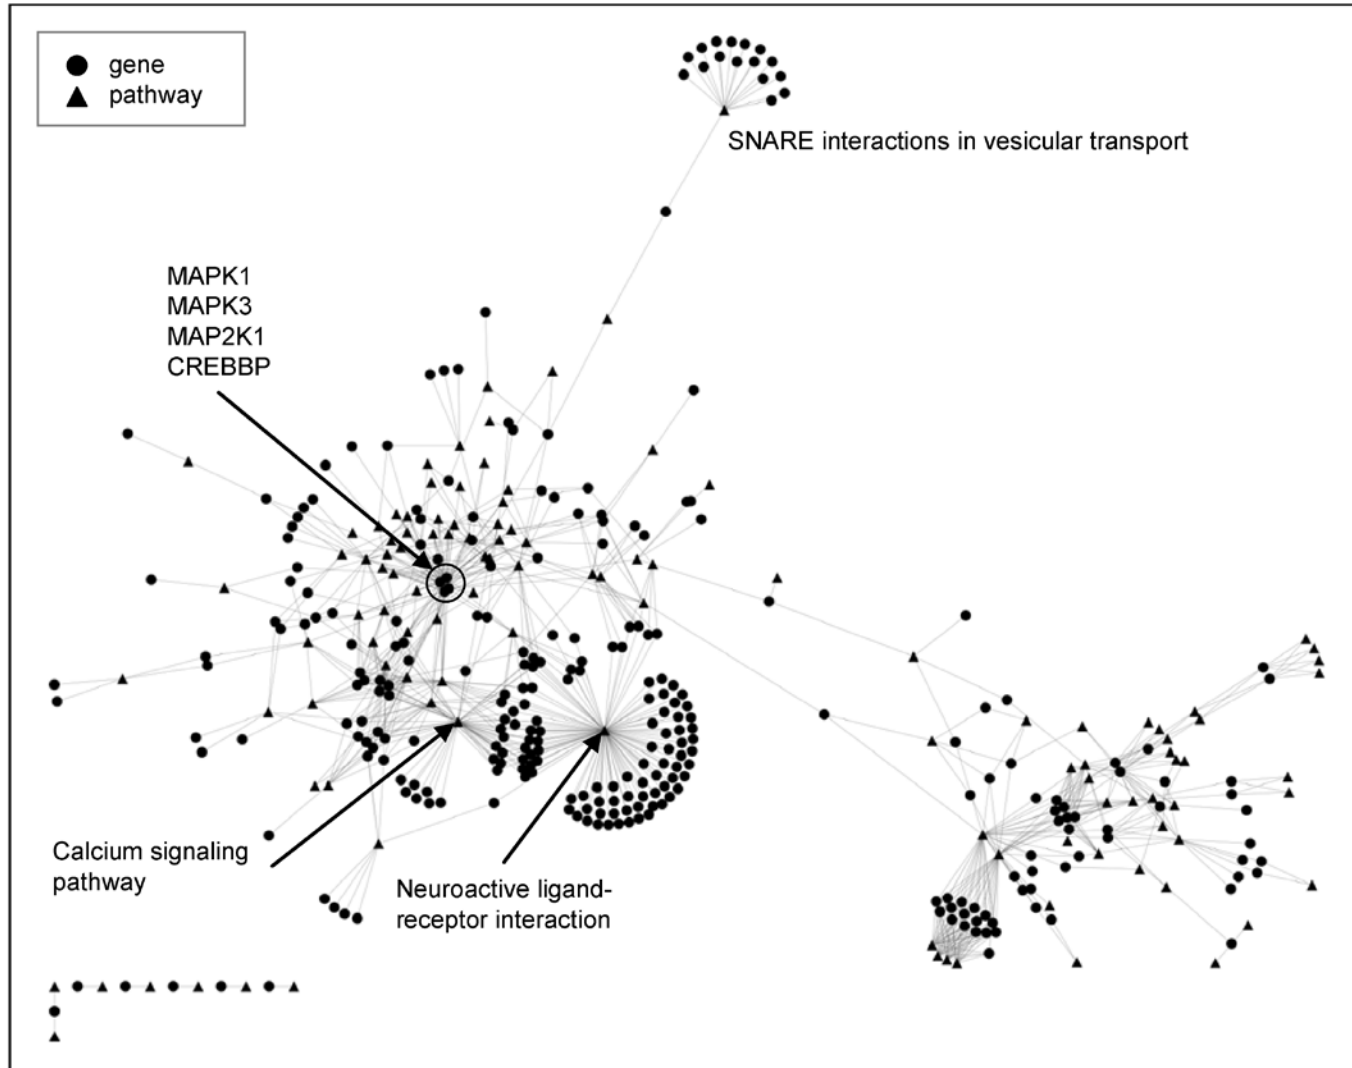 gene
pathway
SNARE interactions in vesicular transport
MAPK1
MAPK3
MAP2K1
CREBBP
Calcium signaling
pathway
Neuroactive ligand-
receptor interaction